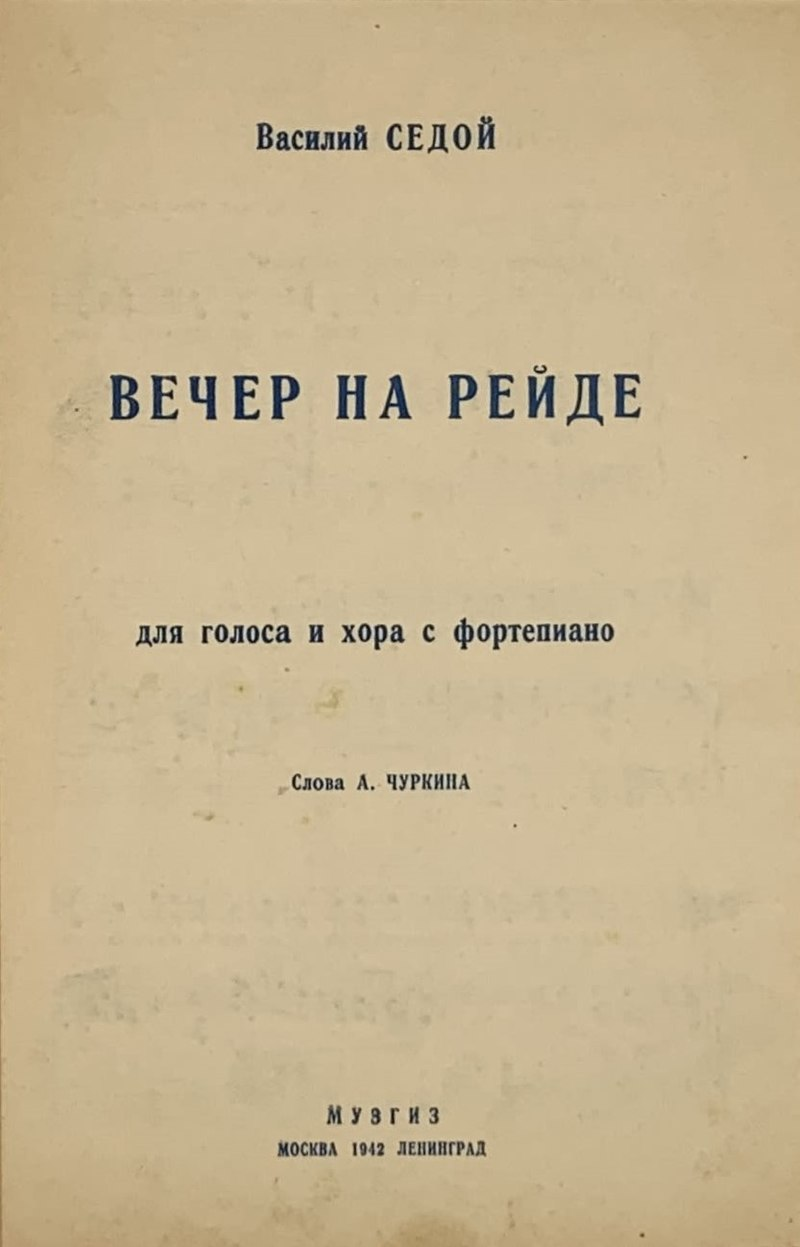 Василий СЕДОЙ
ВЕЧЕР НА РЕЙДЕ
для голоса и хора с фортепиано
Слова А. ЧУРКИНА
МУЗГИЗ
МОСКВА 1942 ЛЕНИНГРАД